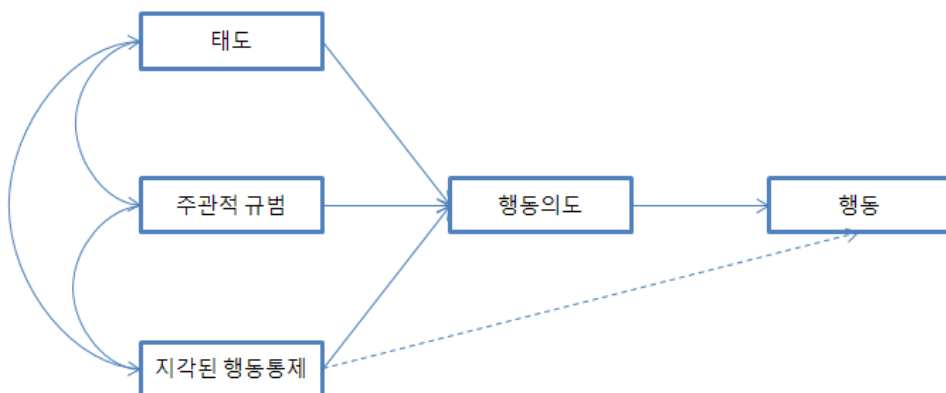 태도
주관적 규범
행동의도
행동
지각된 행동통제